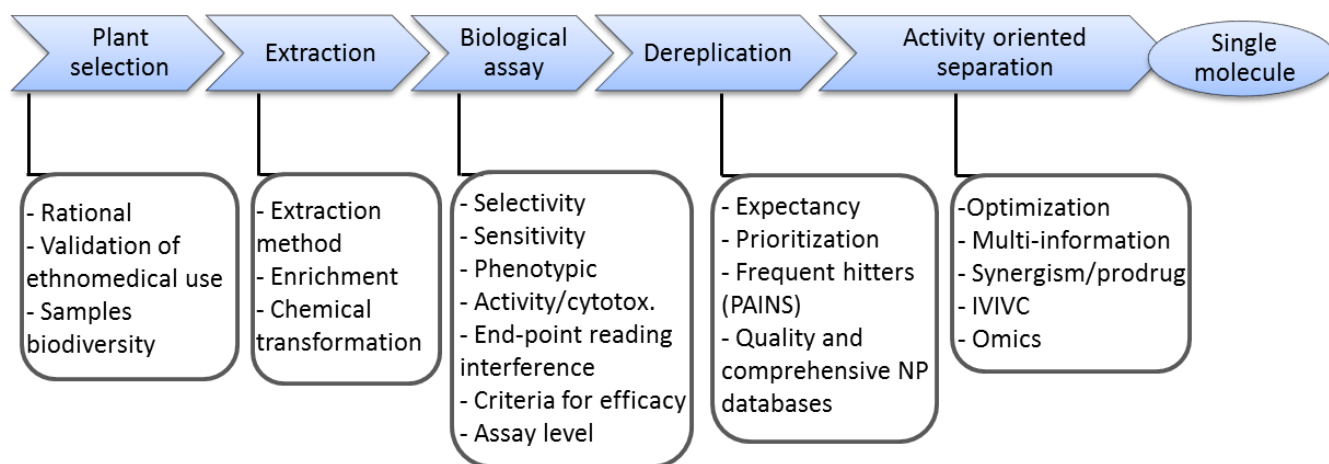 Plant
selection
Extraction
Biological
assay
Dereplication
Activity oriented
separation
Single
molecule
- Rational
- Validation of
ethnomedical use
- Samples
biodiversity
- Extraction
method
- Enrichment
- Chemical
transformation
- Selectivity
- Sensitivity
- Phenotypic
- Activity/cytotox.
- End-point reading
interference
- Criteria for efficacy
- Assay level
- Expectancy
- Prioritization
- Frequent hitters
(PAINS)
- Quality and
comprehensive NP
databases
-Optimization
- Multi-information
- Synergism/prodrug
- IVIVC
- Omics